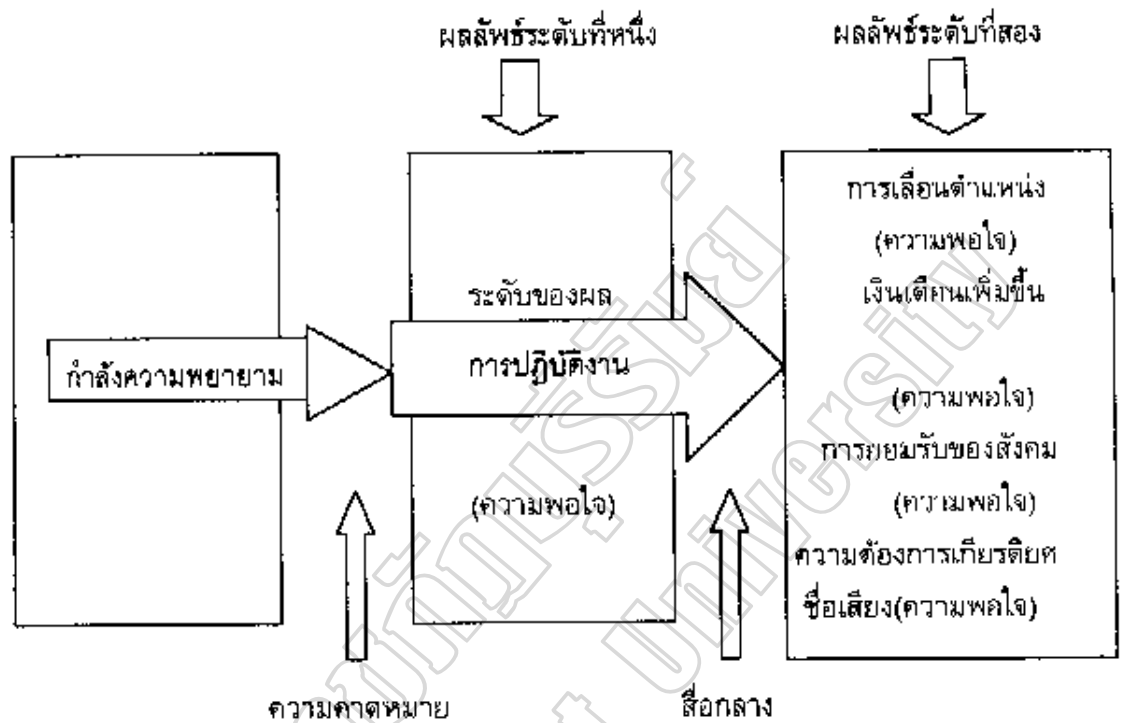 ผลลัพธ์ระดับที่หนึ่ง
ผลลัพธ์ระดับที่สอง
กำลังความพยายาม
ระดับของผล
การปฏิบัติงาน
(ความพอใจ)
การเลื่อนตำแหน่ง
(ความพอใจ)
เงินเดือนเพิ่มขึ้น
(ความพอใจ)
การยอมรับของสังคม
(ความพอใจ)
ความต้องการเกียรติยศ
ชื่อเสียง(ความพอใจ)
ความคาดหมาย
สื่อกลาง
University